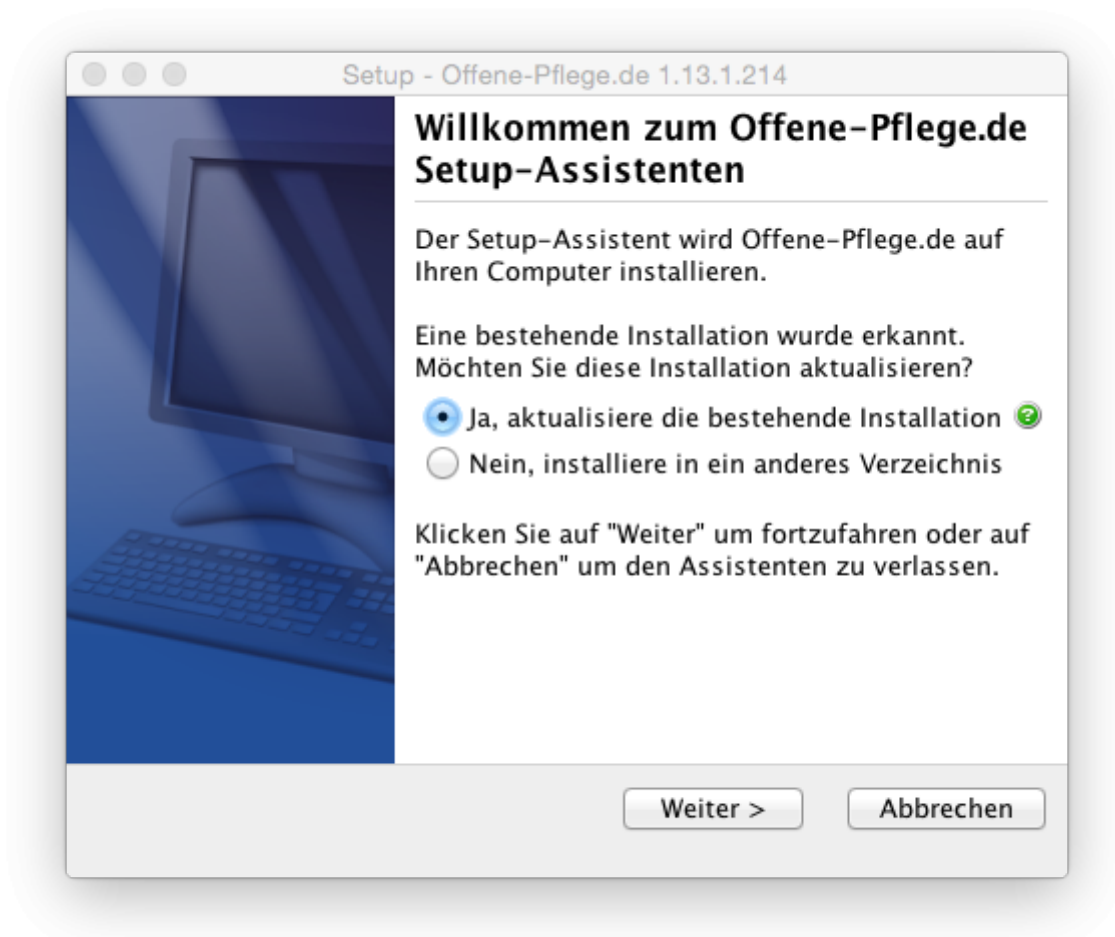 Setup - Offene-Pflege.de 1.13.1.214
Willkommen zum Offene-Pflege.de
Setup-Assistenten
Der Setup-Assistent wird Offene-Pflege.de auf
Ihren Computer installieren.
Eine bestehende Installation wurde erkannt.
Möchten Sie diese Installation aktualisieren?
Ja, aktualisiere die bestehende Installation ?
Nein, installiere in ein anderes Verzeichnis
Klicken Sie auf "Weiter" um fortzufahren oder auf
"Abbrechen" um den Assistenten zu verlassen.
Weiter > Abbrechen